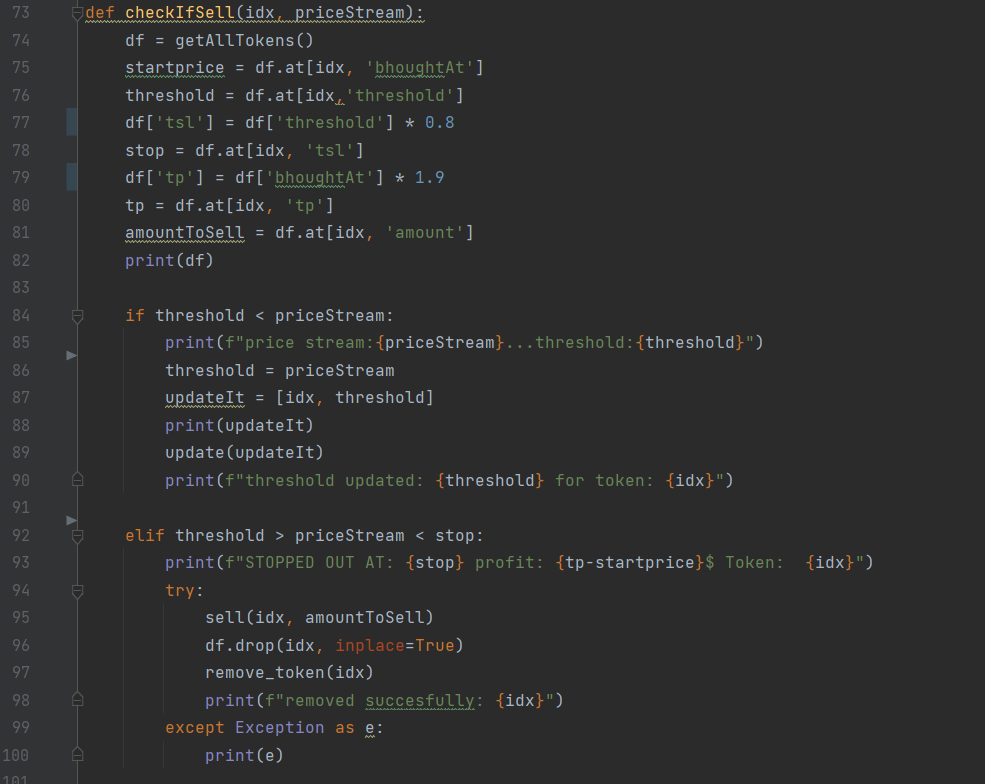 73 def checkIfSell(idx, priceStream):
74 df = getAllTokens()
75 startprice = df.at[idx, 'bhoughtAt']
76 threshold = df.at[idx,'threshold']
77 df['tsl'] = df['threshold'] * 0.8
78 stop = df.at[idx, 'tsl']
79 df['tp'] = df['bhoughtAt'] * 1.9
80 tp = df.at[idx, 'tp']
81 amountToSell = df.at[idx, 'amount']
82 print(df)
83
84 if threshold < priceStream:
85 print(f"price stream:{priceStream}...threshold:{threshold}")
86 threshold = priceStream
87 updateIt = [idx, threshold]
88 print(updateIt)
89 update(updateIt)
90 print(f"threshold updated: {threshold} for token: {idx}")
91
92 elif threshold > priceStream < stop:
93 print(f"STOPPED OUT AT: {stop} profit: {tp-startprice}$ Token:  {idx}")
94 try:
95 sell(idx, amountToSell)
96 df.drop(idx, inplace=True)
97 remove_token(idx)
98 print(f"removed succesfully: {idx}")
99 except Exception as e:
100 print(e)
101